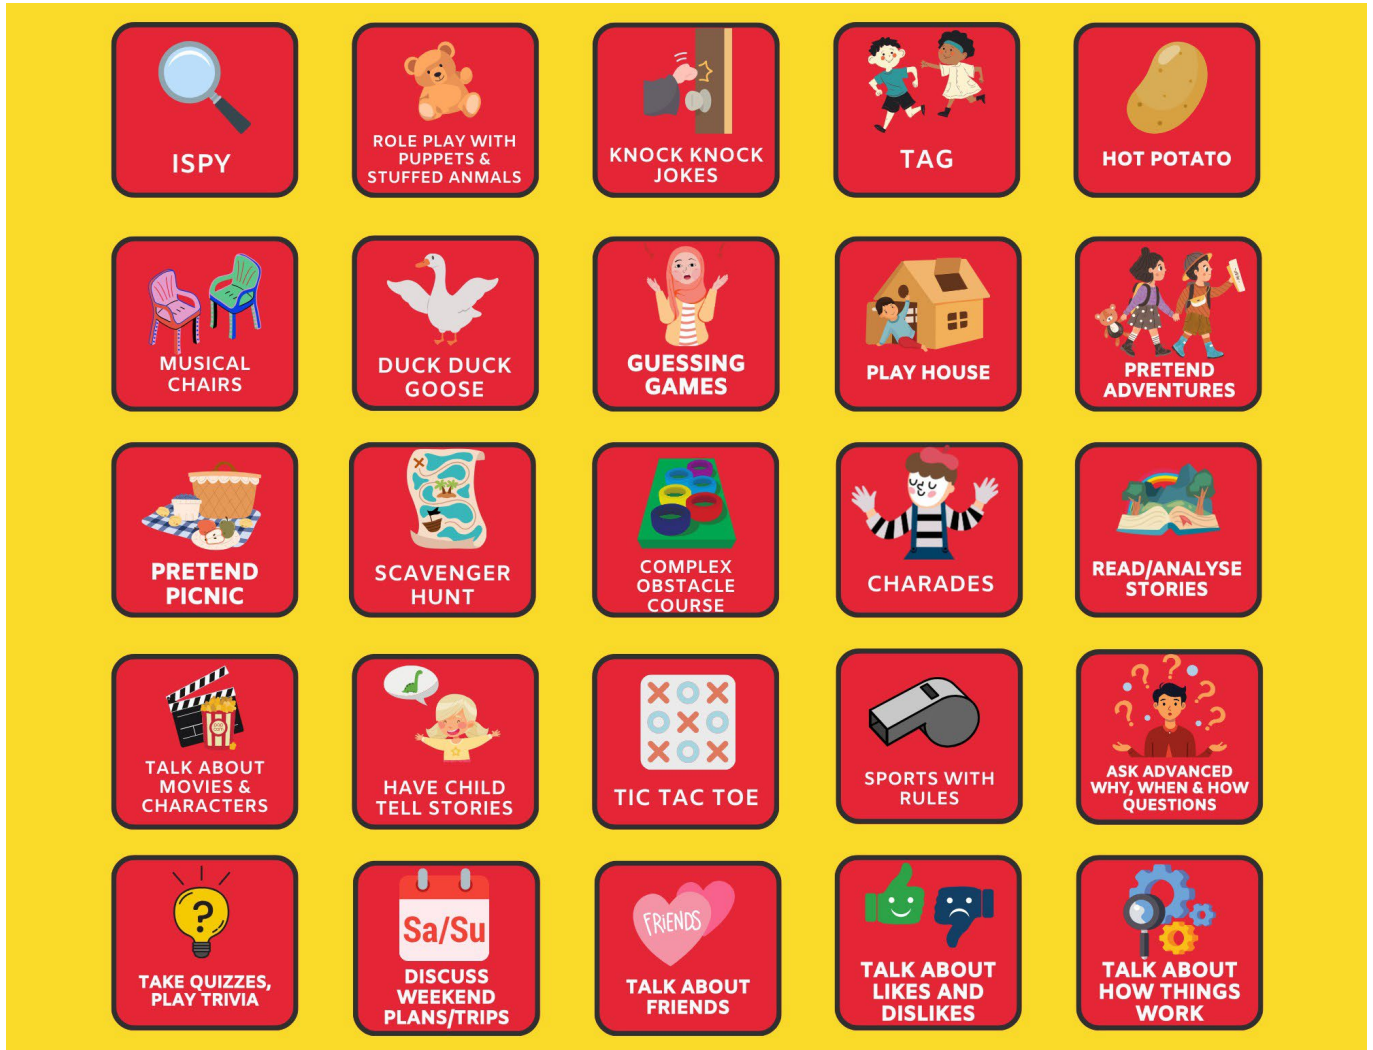 ISPY
ROLE PLAY WITH
PUPPETS &
STUFFED ANMALS
KNOCK KNOCK
JOKES
TAG
HOT POTATO
MUSICAL
CHAIRS
DUCK DUCK
GOOSE
GUESSING
GAMES
PLAY HOUSE
PRETEND
ADVENTURES
PRETEND
PICNIC
SCAVENGER
HUNT
COMPLEX
OBSTACLE
COURSE
CHARADES
READ/ANALYSE
STORIES
TALK ABOUT
MOVIES &
CHARACTERS
HAVE CHILD
TELL STORIES
TIC TAC TOE
SPORTS WITH
RULES
ASK ADVANCED
WHY, WHEN & HOW
QUESTIONS
?
TAKE QUIZZES,
PLAY TRIVIA
Sa/Su
DISCUSS
WEEKEND
PLANS/TRIPS
FRiENDS
TALK ABOUT
FRIENDS
TALK ABOUT
LIKES AND
DISLIKES
TALK ABOUT
HOW THINGS
WORK